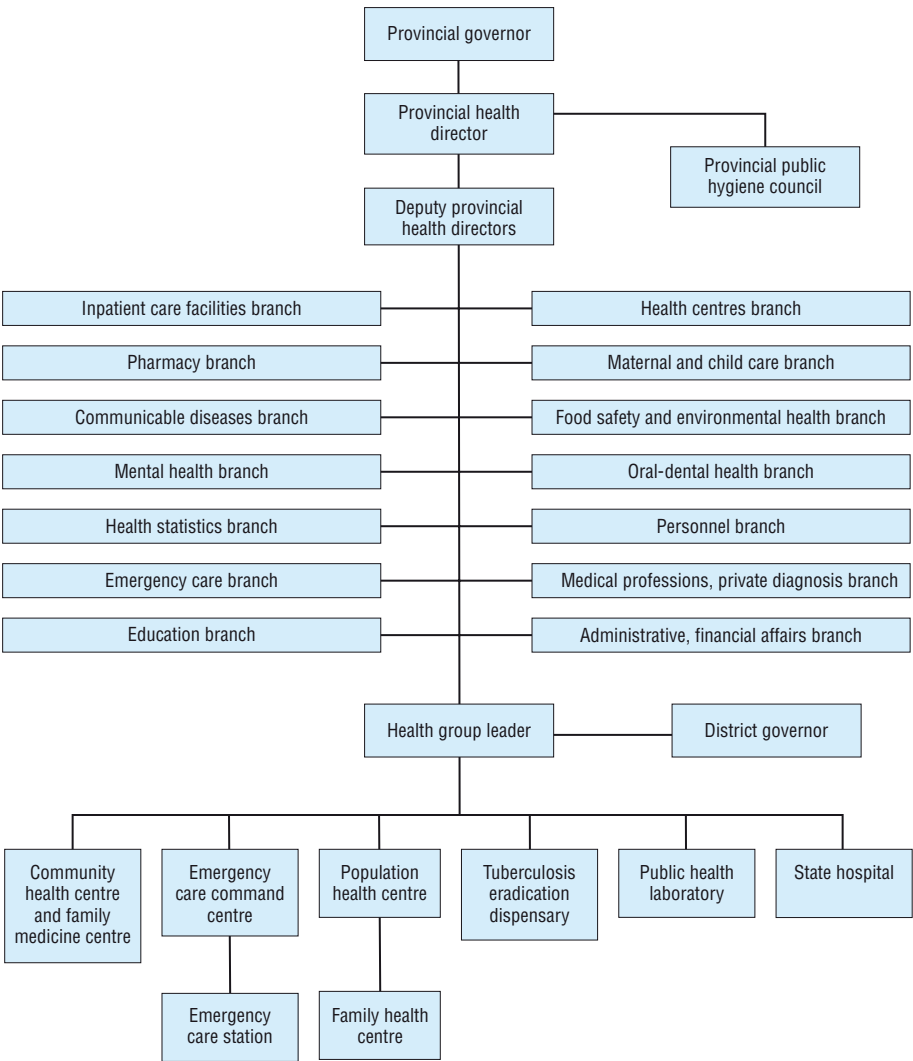 Provincial governor
Provincial health
director
Provincial public
hygiene council
Deputy provincial
health directors
Inpatient care facilities branch
Health centres branch
Pharmacy branch
Maternal and child care branch
Communicable diseases branch
Food safety and environmental health branch
Mental health branch
Oral-dental health branch
Health statistics branch
Personnel branch
Emergency care branch
Medical professions, private diagnosis branch
Education branch
Administrative, financial affairs branch
Health group leader
District governor
Community
health centre
and family
medicine centre
Emergency
care command
centre
Population
health centre
Tuberculosis
eradication
dispensary
Public health
laboratory
State hospital
Emergency
care station
Family health
centre